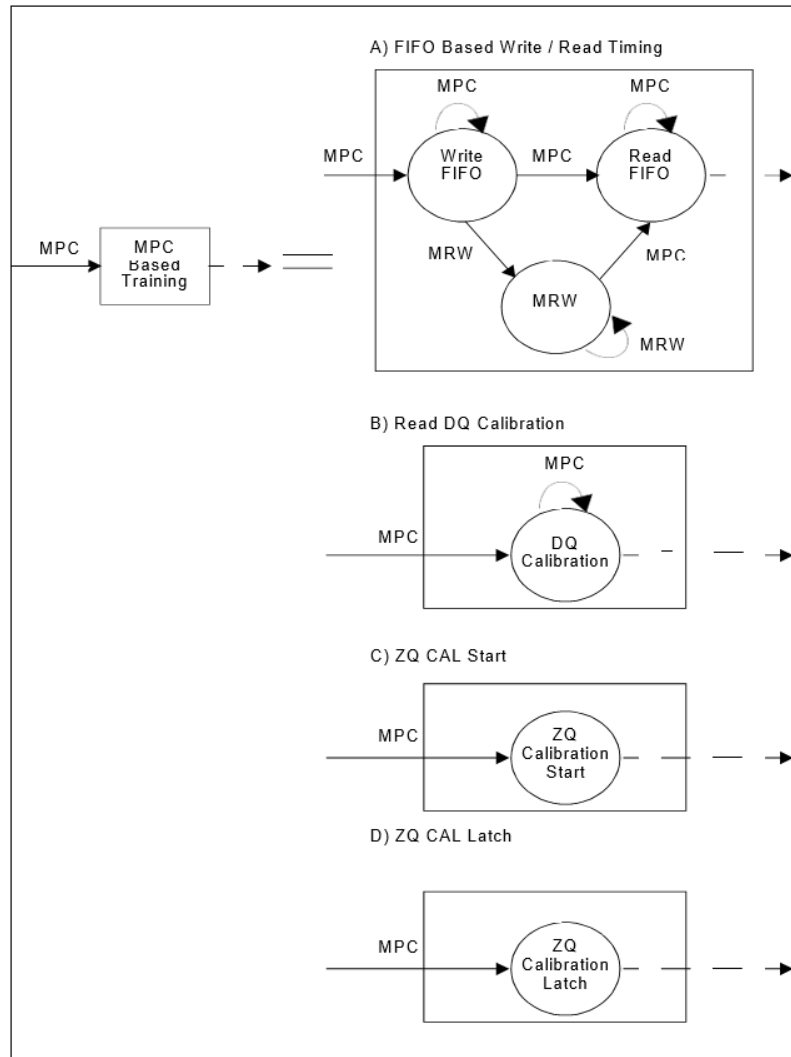 A) FIFO Based Write / Read Timing
MPC
MPC
MPC
Write
FIFO
MPC
Read
FIFO
MPC
MPC
Based
Training
MRW
MPC
MRW
MRW
B) Read DQ Calibration
MPC
MPC
DQ
Calibration
C) ZQ CAL Start
MPC
ZQ
Calibration
Start
D) ZQ CAL Latch
MPC
ZQ
Calibration
Latch